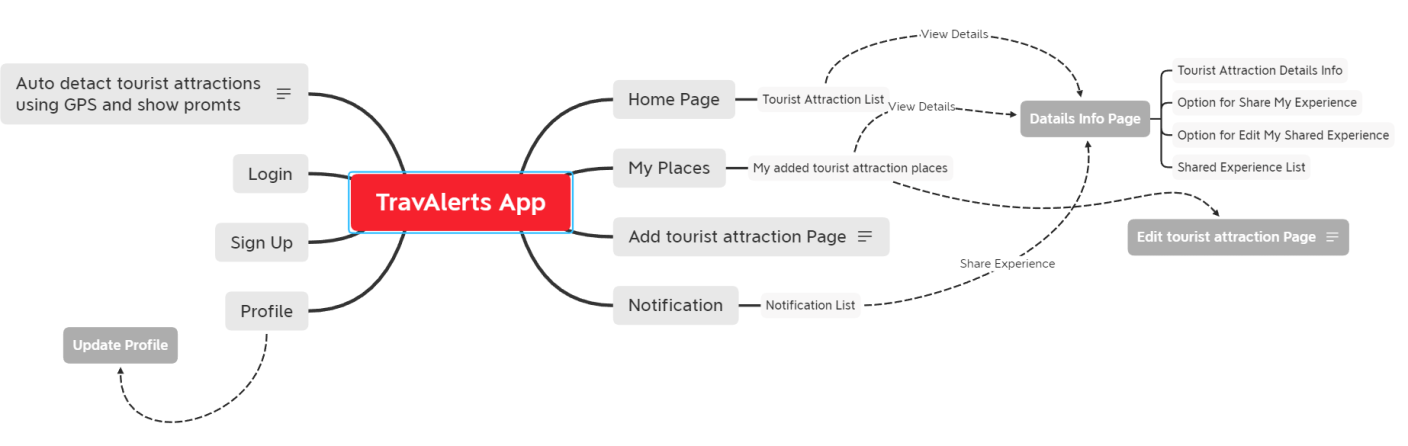 Auto detact tourist attractions
using GPS and show promts
Login
Sign Up
Profile
Update Profile
TravAlerts App
Home Page
Tourist Attraction List
View Details
My Places
My added tourist attraction places
View Details
Add tourist attraction Page
Notification
Notification List
Share Experience
Datails Info Page
Tourist Attraction Details Info
Option for Share My Experience
Option for Edit My Shared Experience
Shared Experience List
Edit tourist attraction Page